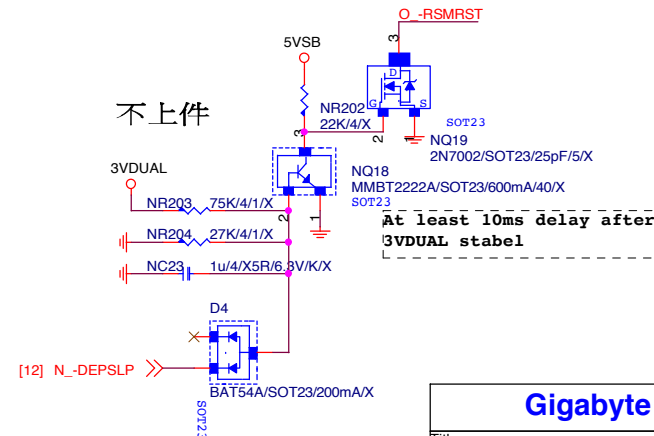 O_-RSMRST
5VSB
3
D
G
S
不上件
NR202
22K/4/X
SOT23
3
2
1
NQ19
2N7002/SOT23/25pF/5/X
3VDUAL
NQ18
MMBT2222A/SOT23/600mA/40/X
SOT23
NR203
75K/4/1/X
2
1
At least 10ms delay after
3VDUAL stabel
NR204
27K/4/1/X
NC23
1u/4/X5R/6.3V/K/X
D4
[12] N_-DEPSLP
BAT54A/SOT23/200mA/X
SOT23
Gigabyte